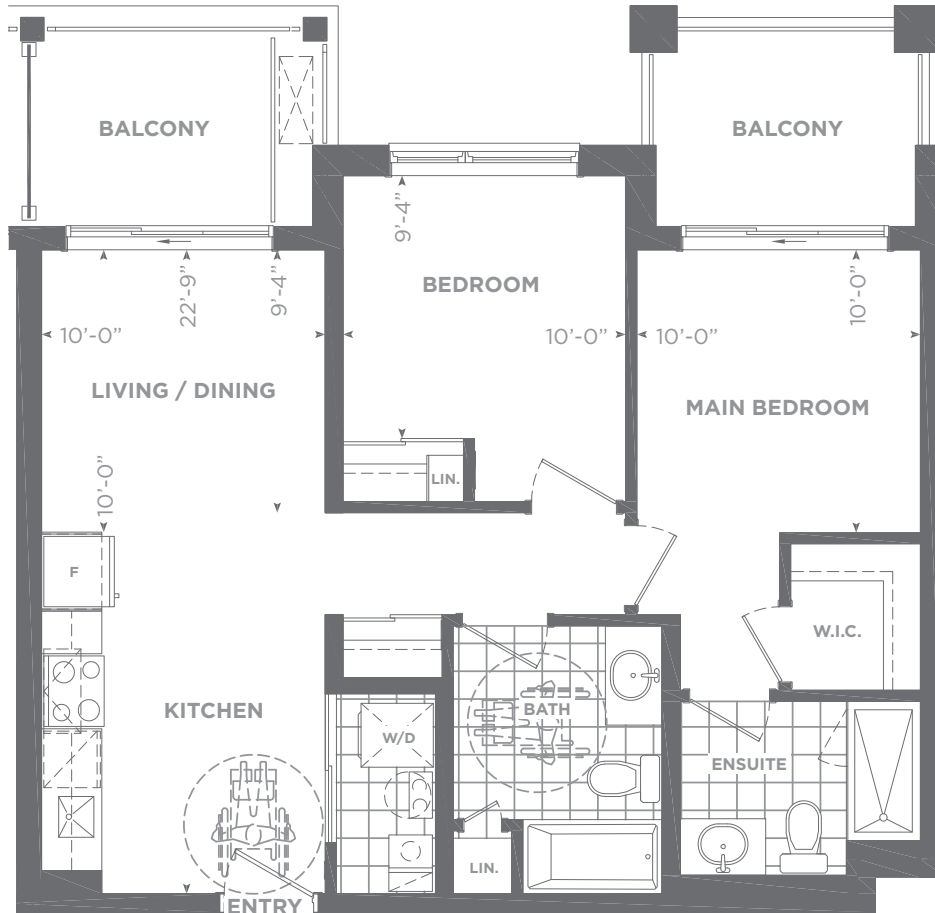 BALCONY
BALCONY
9'-4"
22'-9"
9'-4"
BEDROOM
10'-0"
10'-0"
10'-0"
10'-0"
LIVING / DINING
MAIN BEDROOM
10'-0"
LIN.
F
W.I.C.
KITCHEN
W/D
BATH
ENSUITE
LIN.
ENTRY